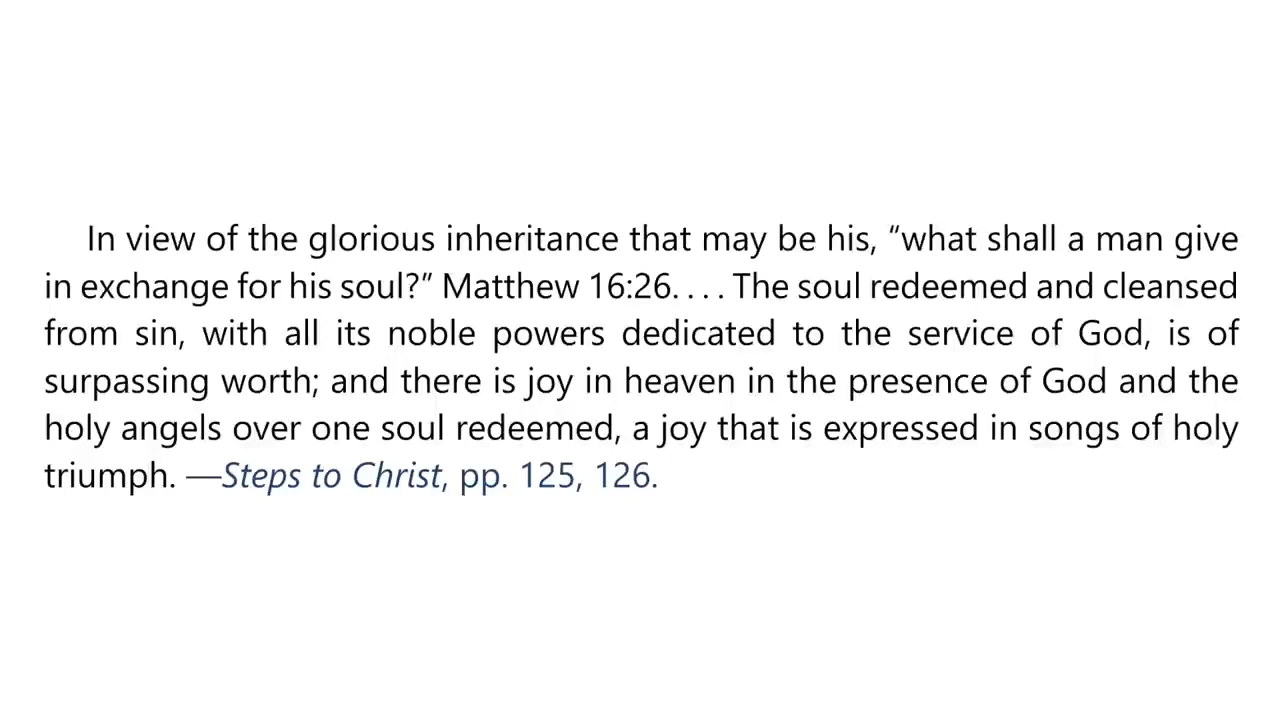 In view of the glorious inheritance that may be his, “what shall a man give
in exchange for his soul?” Matthew 16:26. . . . The soul redeemed and cleansed
from sin, with all its noble powers dedicated to the service of God, is of
surpassing worth; and there is joy in heaven in the presence of God and the
holy angels over one soul redeemed, a joy that is expressed in songs of holy
triumph. —Steps to Christ, pp. 125, 126.